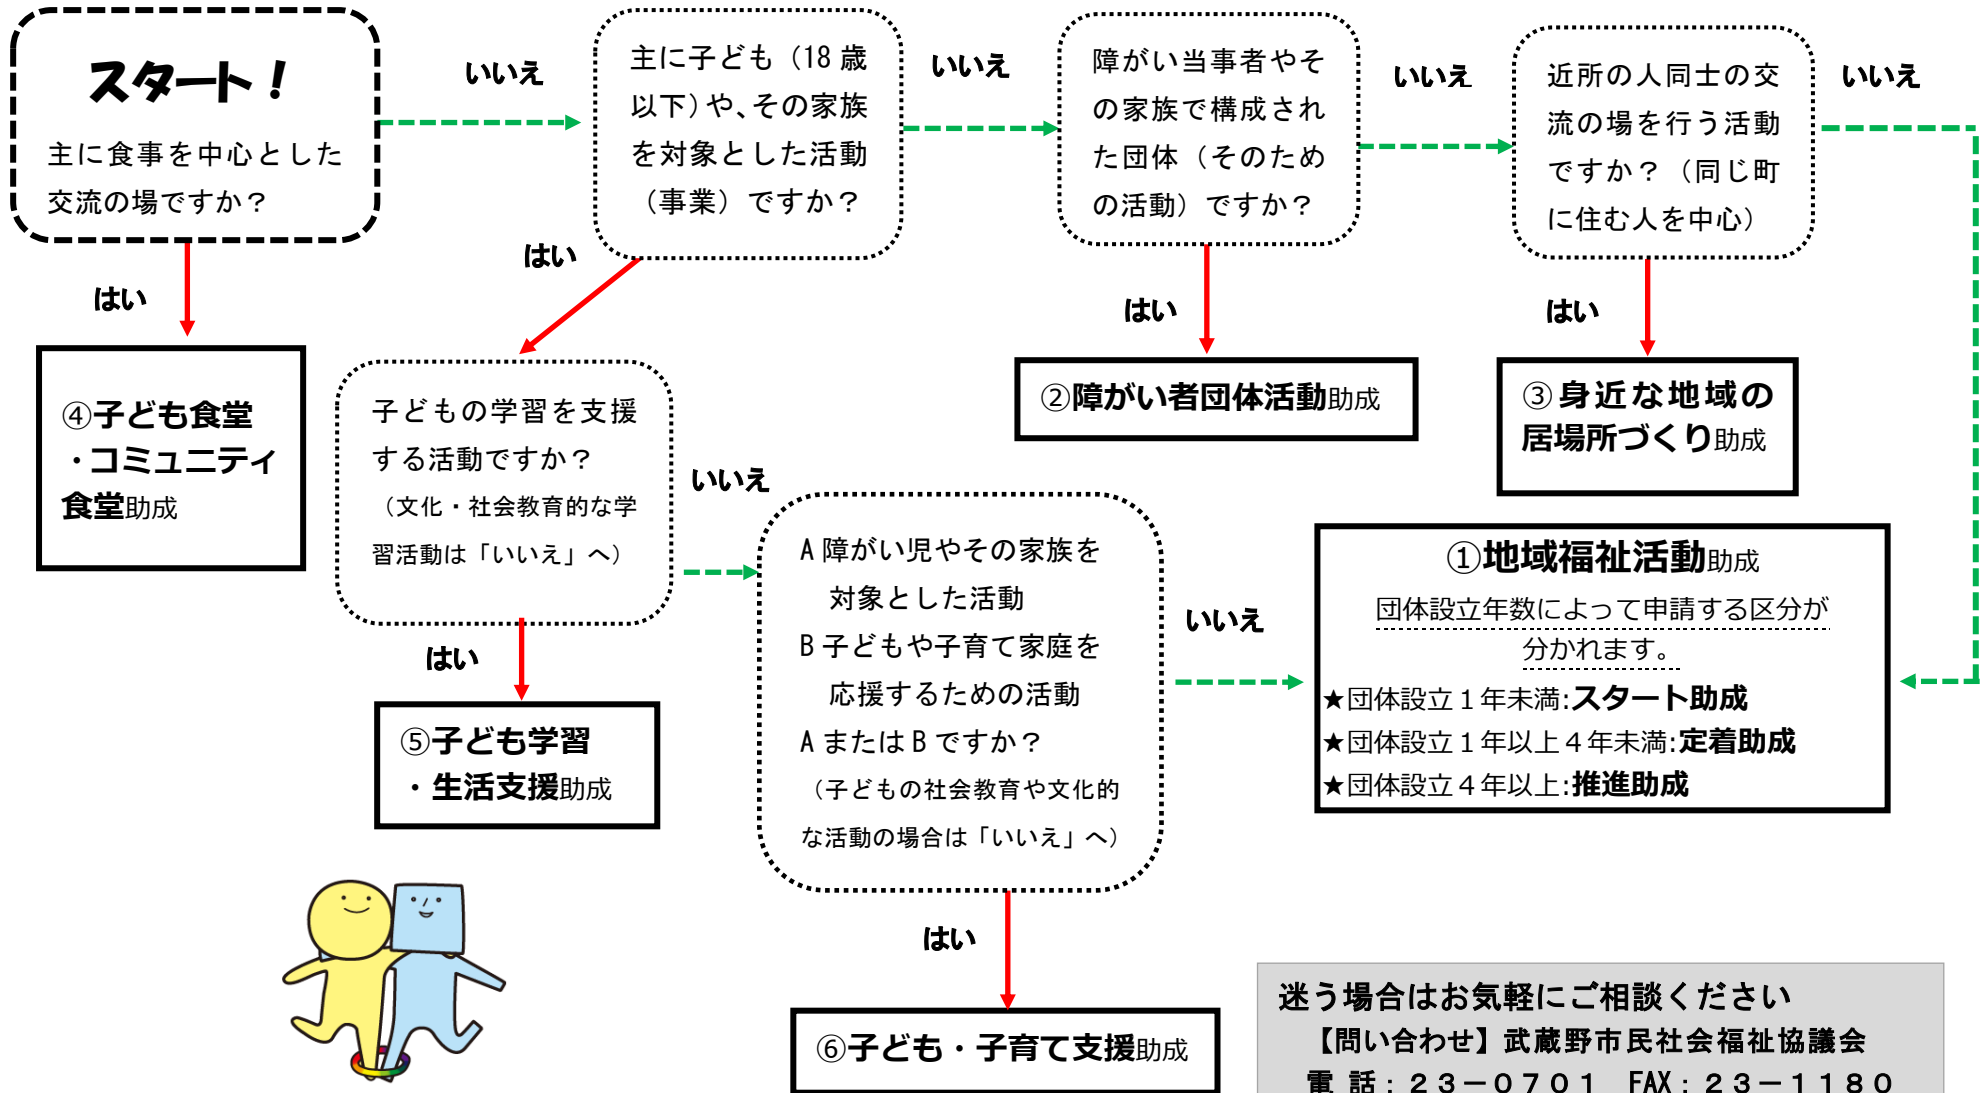 スタート！
主に食事を中心とした
交流の場ですか？
いいえ
はい
主に子ども（18 歳
以下）や、その家族
を対象とした活動
（事業）ですか？
いいえ
はい
障がい当事者やそ
の家族で構成され
た団体（そのため
の活動）ですか？
いいえ
はい
近所の人同士の交
流の場を行う活動
ですか？（同じ町
に住む人を中心）
いいえ
はい
④子ども食堂
・コミュニティ
食堂助成
子どもの学習を支援
する活動ですか？
（文化・社会教育的な学
習活動は「いいえ」へ）
いいえ
はい
②障がい者団体活動助成
③身近な地域の
居場所づくり助成
A 障がい児やその家族を
対象とした活動
B 子どもや子育て家庭を
応援するための活動
A または B ですか？
（子どもの社会教育や文化的
な活動の場合は「いいえ」へ）
いいえ
はい
①地域福祉活動助成
団体設立年数によって申請する区分が
分かれます。
★団体設立１年未満:スタート助成
★団体設立１年以上４年未満:定着助成
★団体設立４年以上:推進助成
⑤子ども学習
・生活支援助成
⑥子ども・子育て支援助成
迷う場合はお気軽にご相談ください
【問い合わせ】武蔵野市民社会福祉協議会
電 話：２３－０７０１ FAX：２３－１１８０